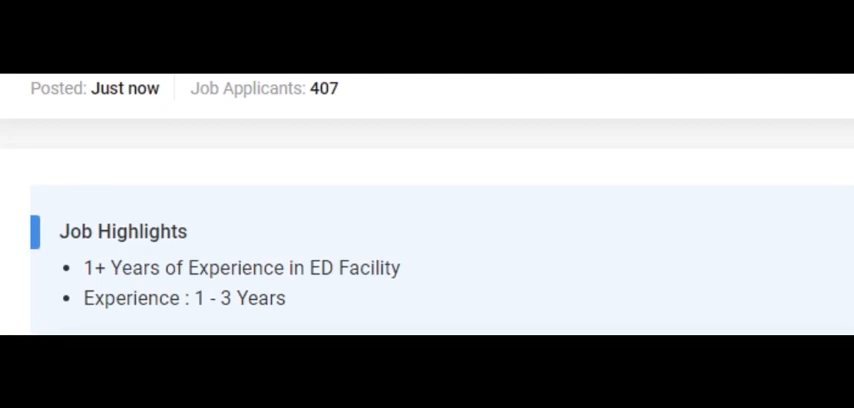 Posted: Just now Job Applicants: 407
Job Highlights
• 1+ Years of Experience in ED Facility
• Experience : 1 - 3 Years